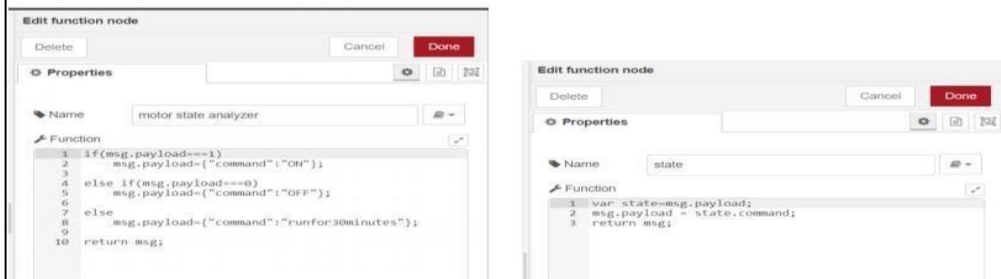 Edit function node
Delete
Cancel
Done
Properties
Name
motor state analyzer
Function
1 if(msg.payload===1)
2 msg.payload={"command":"ON"};
3
4 else if(msg.payload===0)
5 msg.payload={"command":"OFF"};
6
7 else
8 msg.payload={"command":"runfor30minutes"};
9
10 return msg;
Edit function node
Delete
Cancel
Done
Properties
Name
state
Function
1 var state=msg.payload;
2 msg.payload = state.command;
3 return msg;